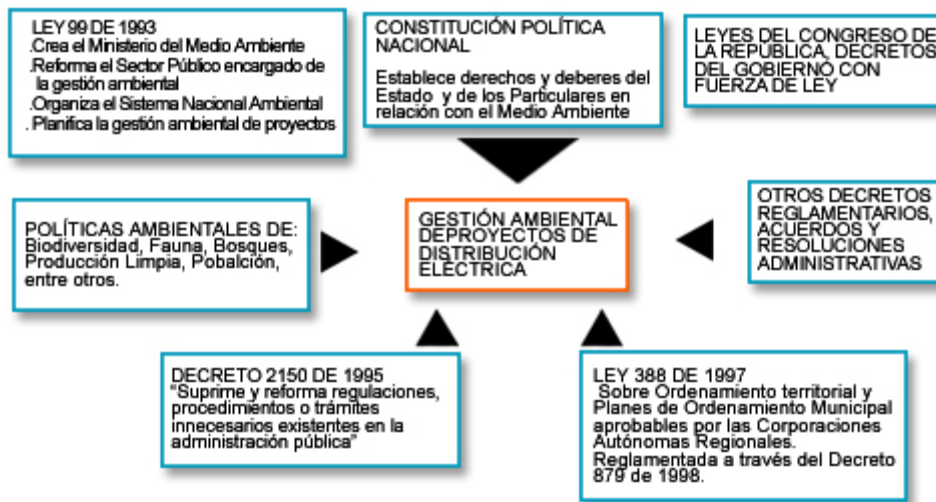 LEY 99 DE 1993
.Crea el Ministerio del Medio Ambiente
.Reforma el Sector Público encargado de
la gestión ambiental
.Organiza el Sistema Nacional Ambiental
. Planifica la gestión ambiental de proyectos
CONSTITUCIÓN POLÍTICA
NACIONAL
Establece derechos y deberes del
Estado y de los Particulares en
relación con el Medio Ambiente
LEYES DEL CONGRESO DE
LA REPÚBLICA, DECRETOS
DEL GOBIERNO CON
FUERZA DE LEY
POLÍTICAS AMBIENTALES DE:
Biodiversidad, Fauna, Bosques,
Producción Limpia, Pobalción,
entre otros.
GESTIÓN AMBIENTAL
DEPROYECTOS DE
DISTRIBUCIÓN
ELÉCTRICA
OTROS DECRETOS
REGLAMENTARIOS,
ACUERDOS Y
RESOLUCIONES
ADMINISTRATIVAS
DECRETO 2150 DE 1995
"Suprime y reforma regulaciones,
procedimientos o trámites
innecesarios existentes en la
administración pública"
LEY 388 DE 1997
Sobre Ordenamiento territorial y
Planes de Ordenamiento Municipal
aprobables por las Corporaciones
Autónomas Regionales.
Reglamentada a través del Decreto
879 de 1998.